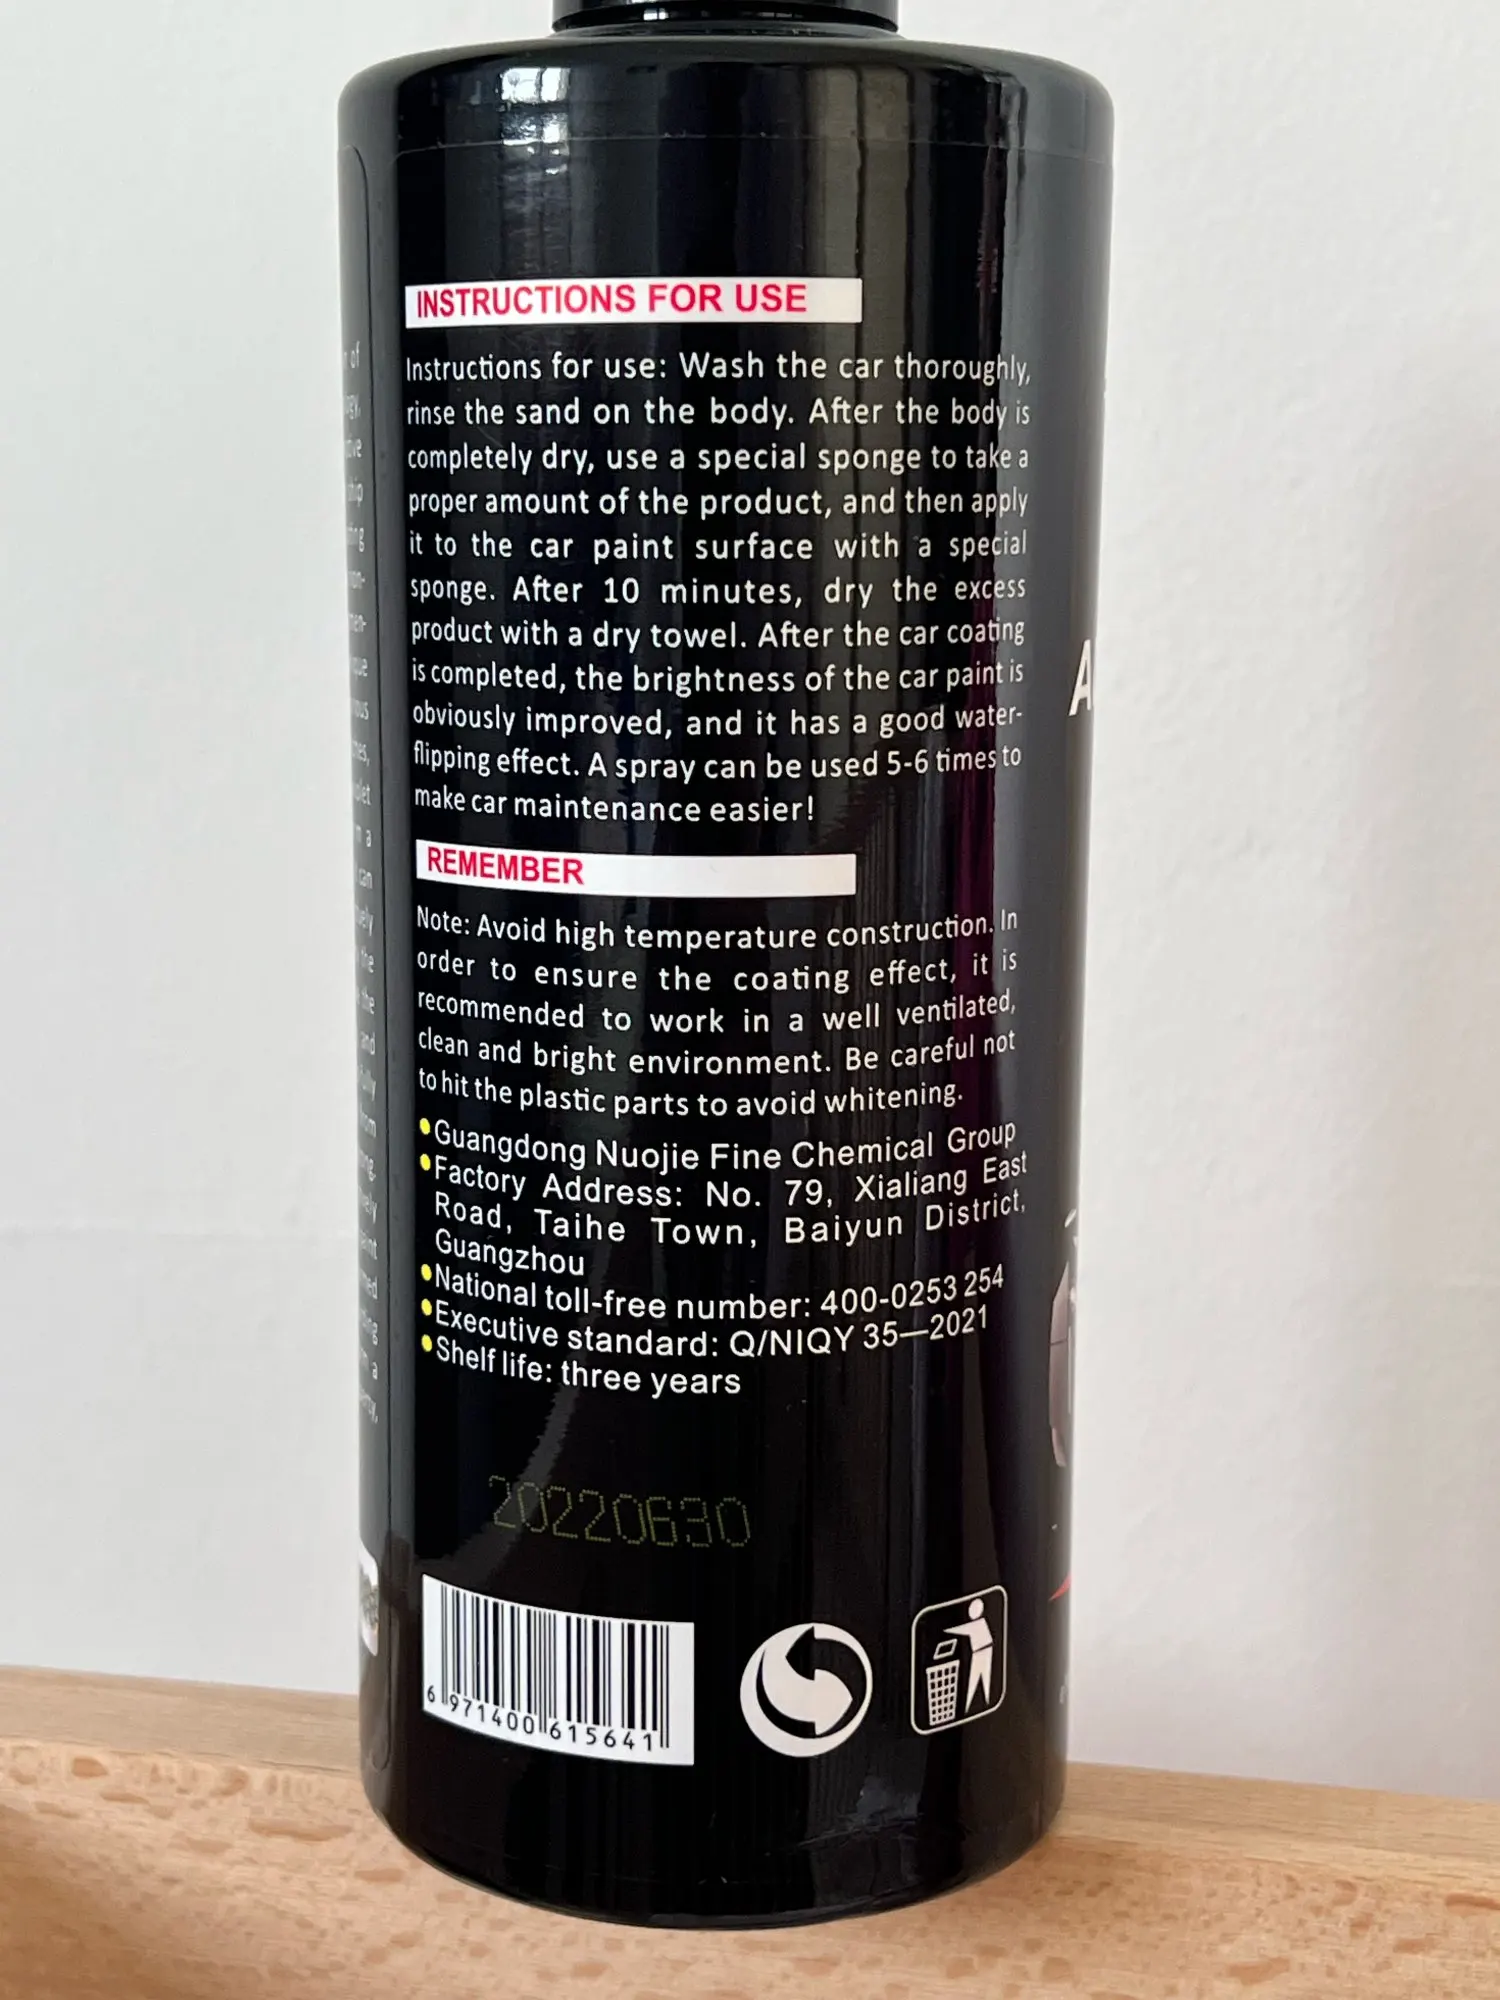 INSTRUCTIONS FOR USE
Instructions for use: Wash the car thoroughly,
rinse the sand on the body. After the body is
completely dry, use a special sponge to take a
proper amount of the product, and then apply
it to the car paint surface with a special
sponge. After 10 minutes, dry the excess
product with a dry towel. After the car coating
is completed, the brightness of the car paint is
obviously improved, and it has a good water-
flipping effect. A spray can be used 5-6 times to
make car maintenance easier!
REMEMBER
Note: Avoid high temperature construction. In
order to ensure the coating effect, it is
recommended to work in a well ventilated,
clean and bright environment. Be careful not
to hit the plastic parts to avoid whitening.
Guangdong Nuojie Fine Chemical Group
Factory Address: No. 79, Xialiang East
Road, Taihe Town, Baiyun District,
Guangzhou
National toll-free number: 400-0253 254
Executive standard: Q/NIQY 35—2021
Shelf life: three years
20220630
6 971400 615641